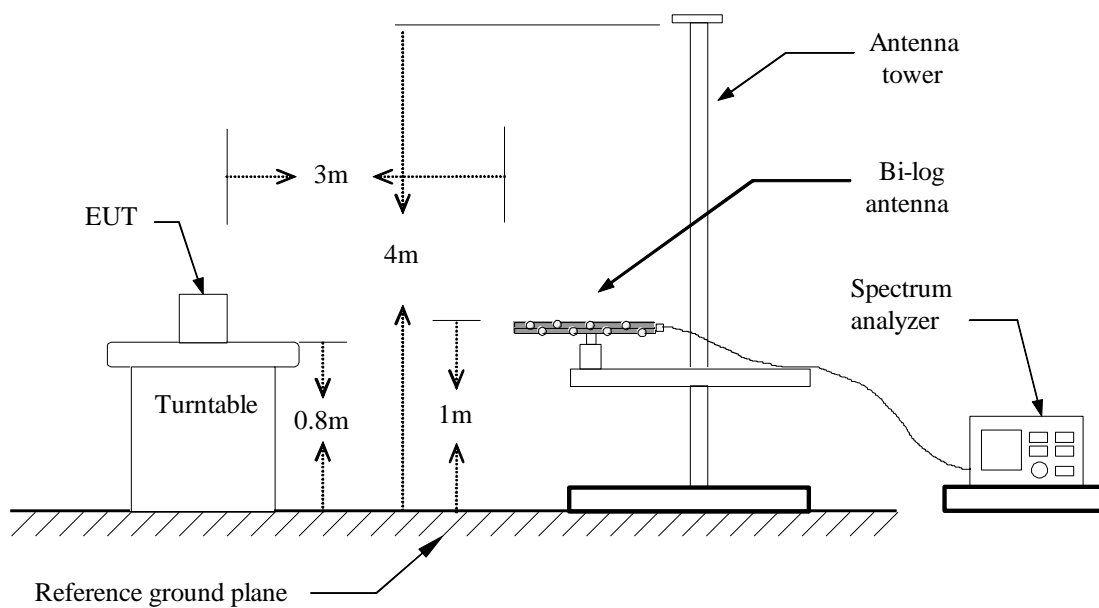 Antenna
tower
3m
Bi-log
antenna
EUT
4m
Spectrum
analyzer
Turntable
0.8m
1m
Reference ground plane